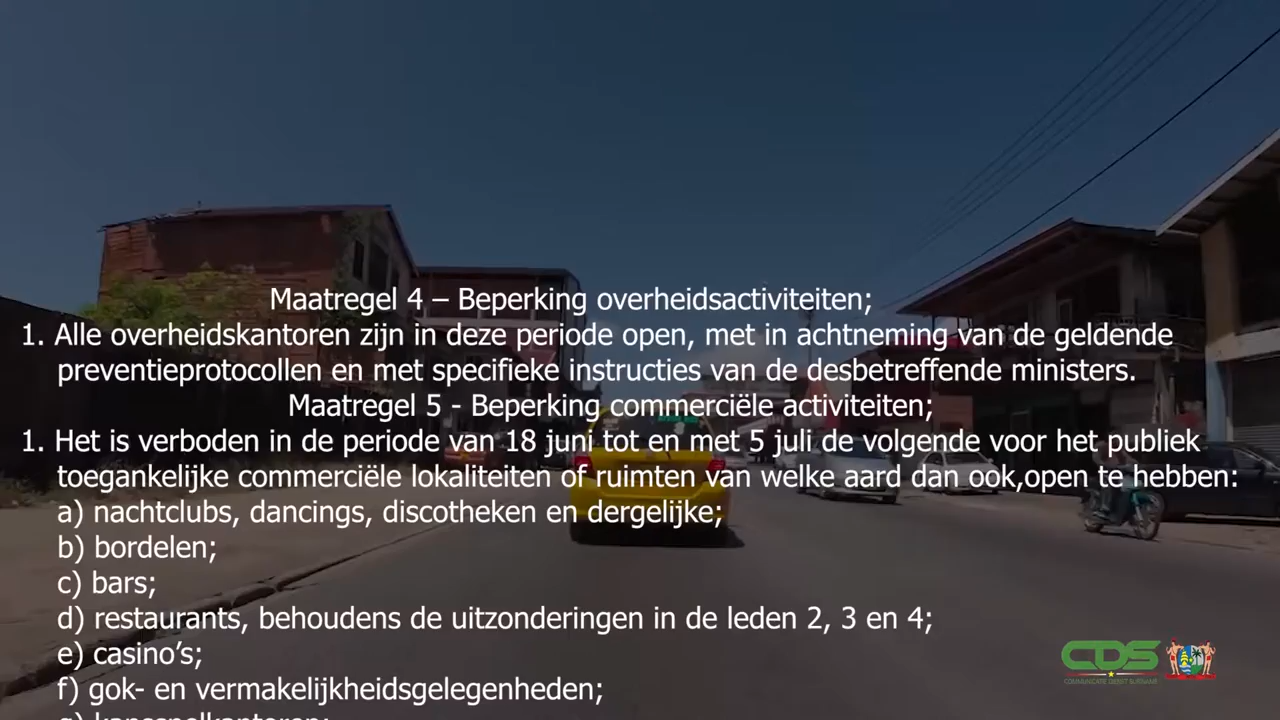 Maatregel 4 – Beperking overheidsactiviteiten;
1. Alle overheidskantoren zijn in deze periode open, met in achtneming van de geldende
preventieprotocollen en met specifieke instructies van de desbetreffende ministers.
Maatregel 5 - Beperking commerciële activiteiten;
1. Het is verboden in de periode van 18 juni tot en met 5 juli de volgende voor het publiek
toegankelijke commerciële lokaliteiten of ruimten van welke aard dan ook,open te hebben:
a) nachtclubs, dancings, discotheken en dergelijke;
b) bordelen;
c) bars;
d) restaurants, behoudens de uitzonderingen in de leden 2, 3 en 4;
e) casino’s;
f) gok- en vermakelijkheidsgelegenheden;
g) kansspelkantoren;
CDS
COMMUNICATIE DIENST SURINAME